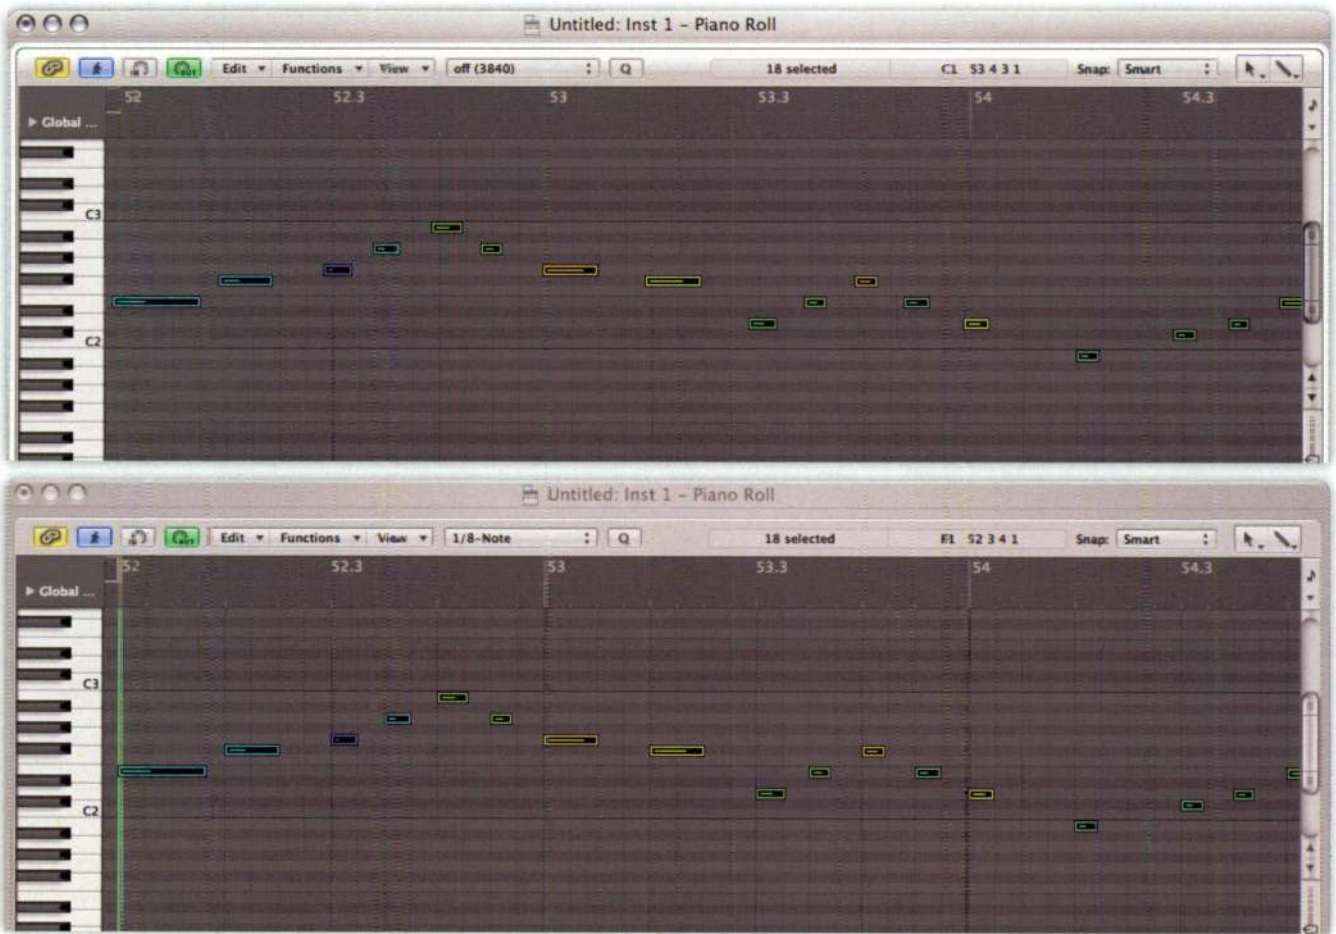 Untitled: Inst 1 – Piano Roll
OUT Edit Functions View off (3840) Q 18 selected C1 53 4 3 1 Snap: Smart
52 52.3 53 53.3 54 54.3
Global ...
C3
C2
Untitled: Inst 1 – Piano Roll
OUT Edit Functions View 1/8-Note Q 18 selected F1 52 3 4 1 Snap: Smart
52 52.3 53 53.3 54 54.3
Global ...
C3
C2